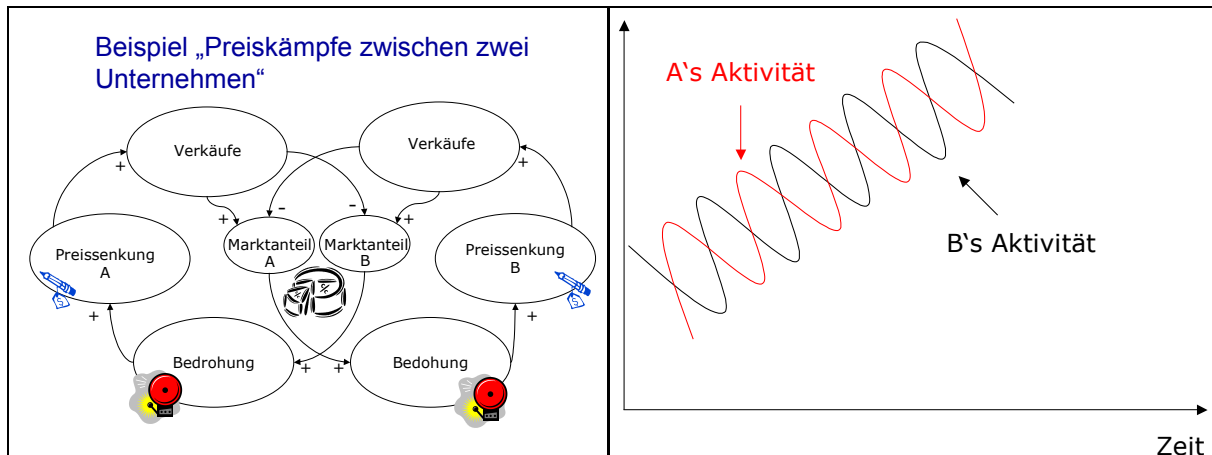 Beispiel „Preiskämpfe zwischen zwei
Unternehmen“
Verkäufe
Verkäufe
+
+
+
-
-
+
Marktanteil
A
Marktanteil
B
Preissenkung
A
Preissenkung
B
+
+
Bedrohung
+
+
Bedohung
A‘s Aktivität
B‘s Aktivität
Zeit